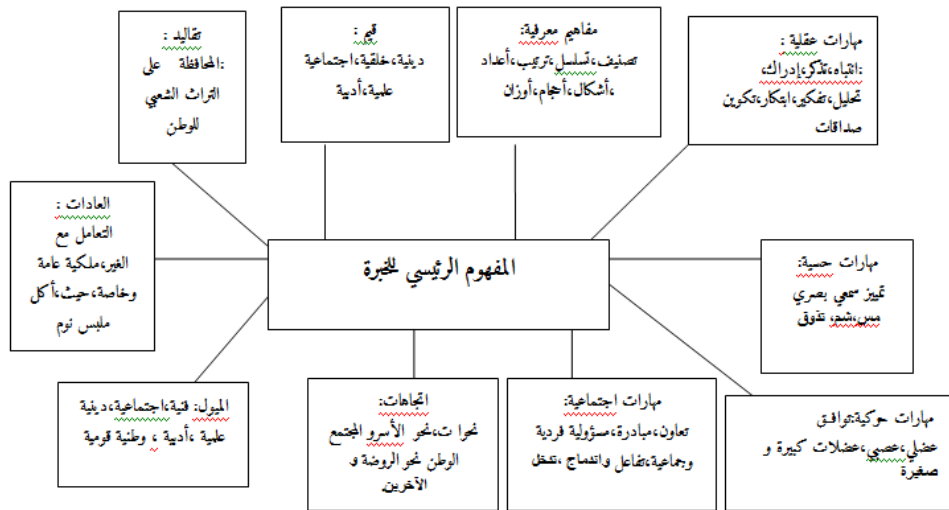 مهارات عقلية :
:انتباه،تذكر،إدراك،
تحليل،تفكير،ابتكار،تكوين
صداقات
مفاهيم معرفية:
تصنيف،تسلسل،ترتيب،أعداد
،أشكال،أحجام،أوزان
قيم :
دينية،خلقية،اجتماعية
علمية،أدبية
تقاليد :
:المحافظة على
التراث الشعبي
للوطن
العادات :
التعامل مع
الغير،ملكية عامة
وخاصة،حيث،أكل
ملبس نوم
المفهوم الرئيسي للخبرة
مهارات حسية:
تمييز سمعي بصري
مس،شم، تذوق
مهارات حركية:توافق
عضلي،عصبي،عضلات كبيرة و
صغيرة
مهارات اجتماعية:
تعاون،مبادرة،مسؤولية فردية
وجماعية،تفاعل واندماج
اتجاهات:
نحو الأسرو المجتمع
الوطن نحو الروضة و
الآخرين
الميول: فنية،اجتماعية،دينية
علمية ،أدبية ، وطنية قومية